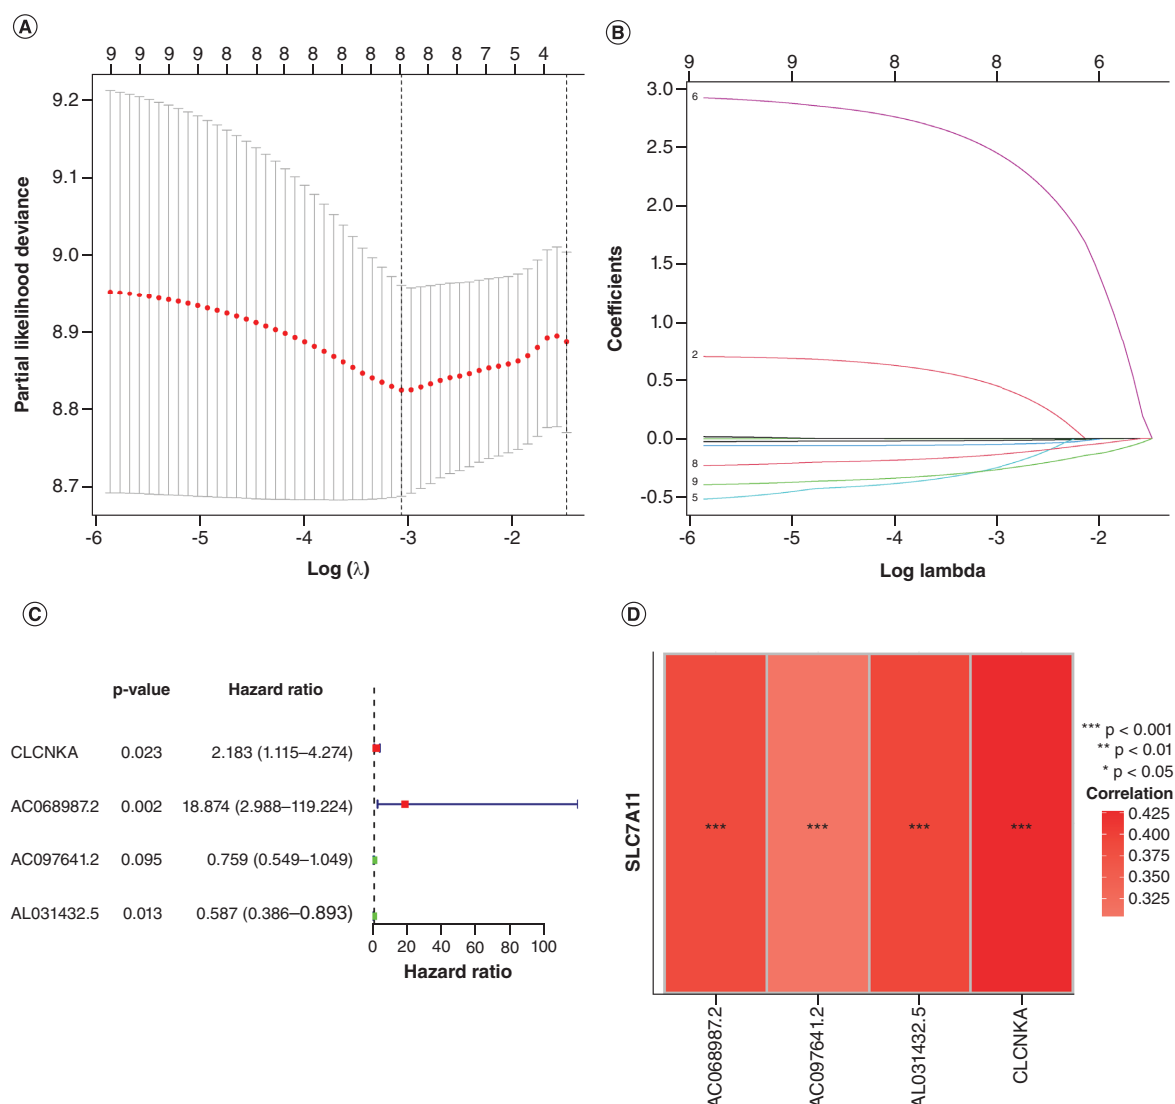 A
9 9 9 9 8 8 8 8 8 8 8 8 8 7 5 4
9.2
9.1
9.0
8.9
8.8
8.7
Partial likelihood deviance
-6 -5 -4 -3 -2
Log (λ)
B
9 9 8 8 6
3.0
2.5
2.0
1.5
1.0
0.5
0.0
-0.5
Coefficients
6
2
8
9
5
-6 -5 -4 -3 -2
Log lambda
C
p-value Hazard ratio
CLCNKA 0.023 2.183 (1.115–4.274)
AC068987.2 0.002 18.874 (2.988–119.224)
AC097641.2 0.095 0.759 (0.549–1.049)
AL031432.5 0.013 0.587 (0.386–0.893)
0 20 40 60 80 100
Hazard ratio
D
SLC7A11
*** *** *** ***
AC068987.2
AC097641.2
AL031432.5
CLCNKA
*** p < 0.001
** p < 0.01
* p < 0.05
Correlation
0.425
0.400
0.375
0.350
0.325